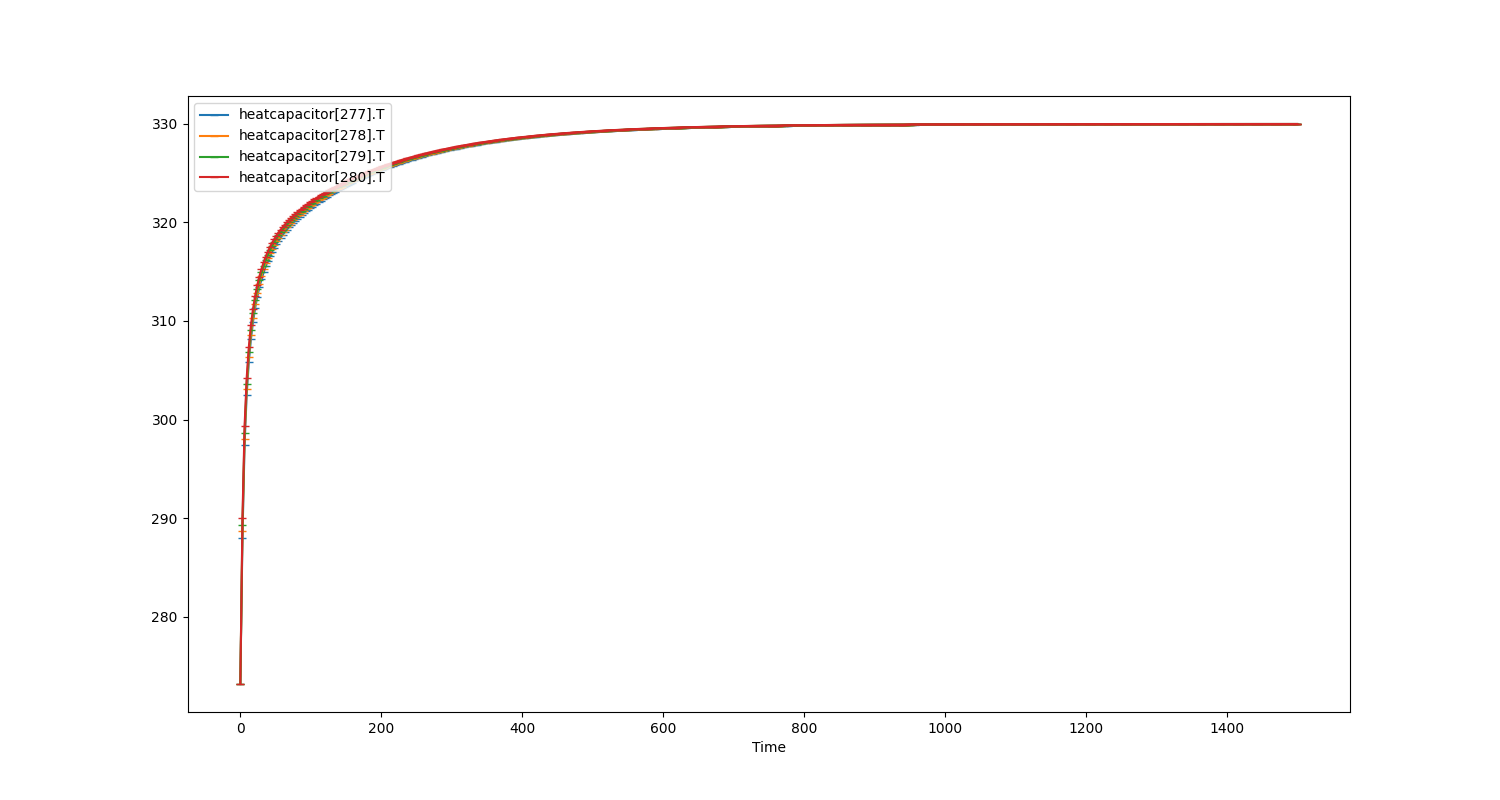 heatcapacitor[277].T
heatcapacitor[278].T
heatcapacitor[279].T
heatcapacitor[280].T
330
320
310
300
290
280
0 200 400 600 800 1000 1200 1400
Time